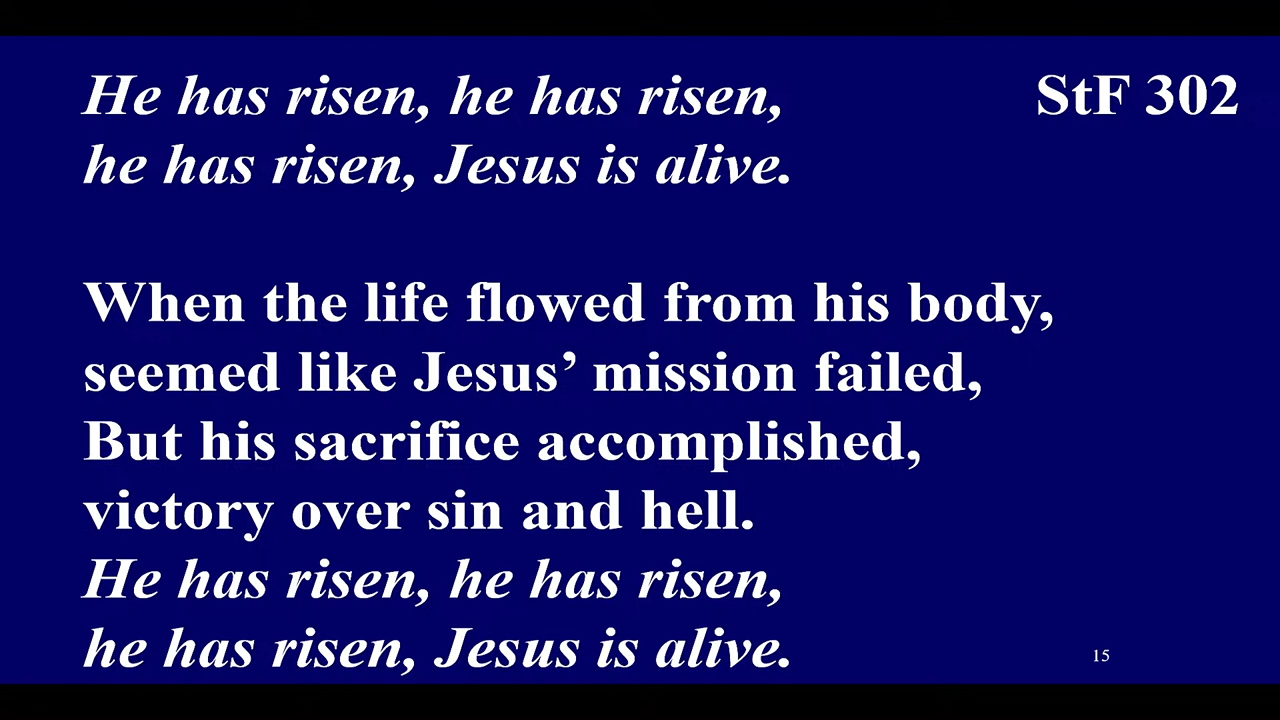 He has risen, he has risen,
StF 302
he has risen, Jesus is alive.
When the life flowed from his body,
seemed like Jesus’ mission failed,
But his sacrifice accomplished,
victory over sin and hell.
He has risen, he has risen,
he has risen, Jesus is alive.
15